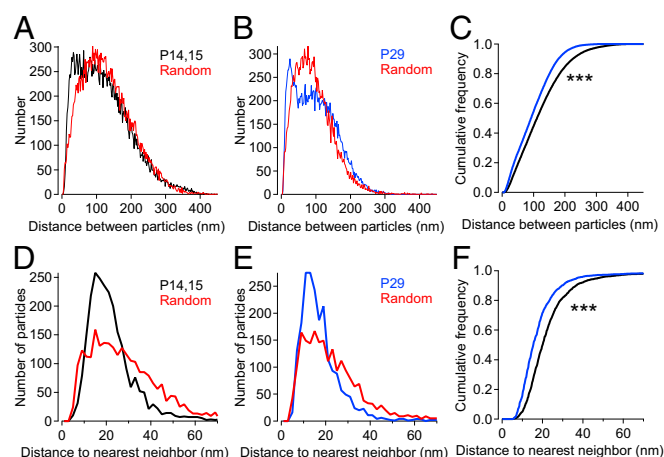 A
P14,15
Random
Number
300
250
200
150
100
50
0
0 100 200 300 400
Distance between particles (nm)
B
P29
Random
Number
300
250
200
150
100
50
0
0 100 200 300 400
Distance between particles (nm)
C
***
Cumulative frequency
1.0
0.8
0.6
0.4
0.2
0.0
0 100 200 300 400
Distance between particles (nm)
D
P14,15
Random
Number of particles
250
200
150
100
50
0
0 20 40 60
Distance to nearest neighbor (nm)
E
P29
Random
Number of particles
250
200
150
100
50
0
0 20 40 60
Distance to nearest neighbor (nm)
F
***
Cumulative frequency
1.0
0.8
0.6
0.4
0.2
0.0
0 20 40 60
Distance to nearest neighbor (nm)